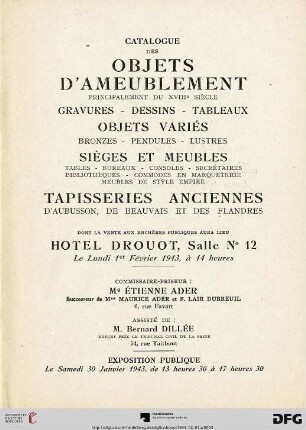 CATALOGUE
DES
OBJETS
D'AMEUBLEMENT
PRINCIPALEMENT DU XVIIIe SIÈCLE
GRAVURES - DESSINS - TABLEAUX
OBJETS VARIÉS
BRONZES - PENDULES - LUSTRES
SIÈGES ET MEUBLES
TABLES - BUREAUX - CONSOLES - SECRÉTAIRES
BIBLIOTHÈQUES - COMMODES EN MARQUETERIE
MEUBLES DE STYLE EMPIRE
TAPISSERIES ANCIENNES
D'AUBUSSON, DE BEAUVAIS ET DES FLANDRES
DONT LA VENTE AUX ENCHÈRES PUBLIQUES AURA LIEU
HOTEL DROUOT, Salle No 12
Le Lundi 1er Février 1943, à 14 heures
COMMISSAIRE-PRISEUR :
Me ÉTIENNE ADER
Successeur de Mes MAURICE ADER et F. LAIR DUBREUIL
6, rue Favart
ASSISTÉ DE :
M. Bernard DILLÉE
EXPERT PRÈS LE TRIBUNAL CIVIL DE LA SEINE
14, rue Taitbout
EXPOSITION PUBLIQUE
Le Samedi 30 Janvier 1943, de 13 heures 30 à 17 heures 30
DFG